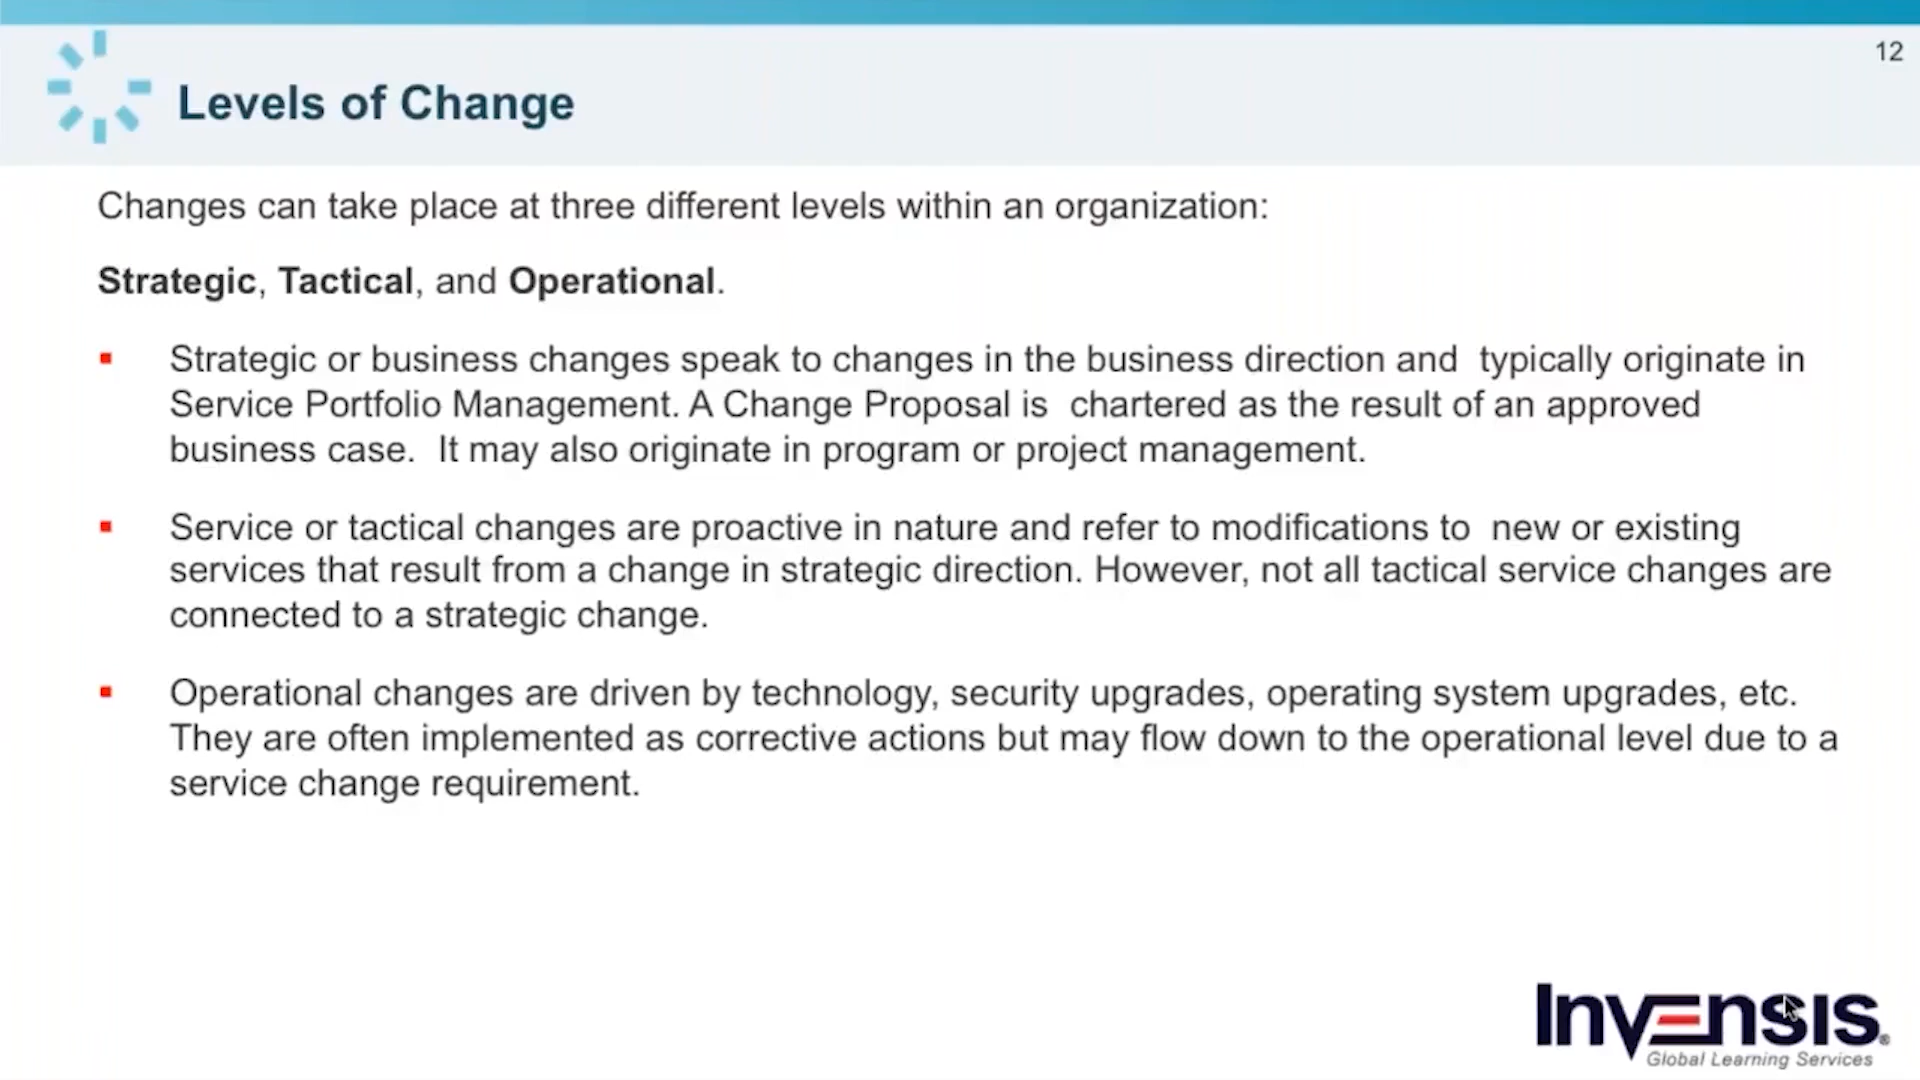 12
Levels of Change
Changes can take place at three different levels within an organization:
Strategic, Tactical, and Operational.
Strategic or business changes speak to changes in the business direction and typically originate in
Service Portfolio Management. A Change Proposal is chartered as the result of an approved
business case. It may also originate in program or project management.
Service or tactical changes are proactive in nature and refer to modifications to new or existing
services that result from a change in strategic direction. However, not all tactical service changes are
connected to a strategic change.
Operational changes are driven by technology, security upgrades, operating system upgrades, etc.
They are often implemented as corrective actions but may flow down to the operational level due to a
service change requirement.
Invensis®
Global Learning Services